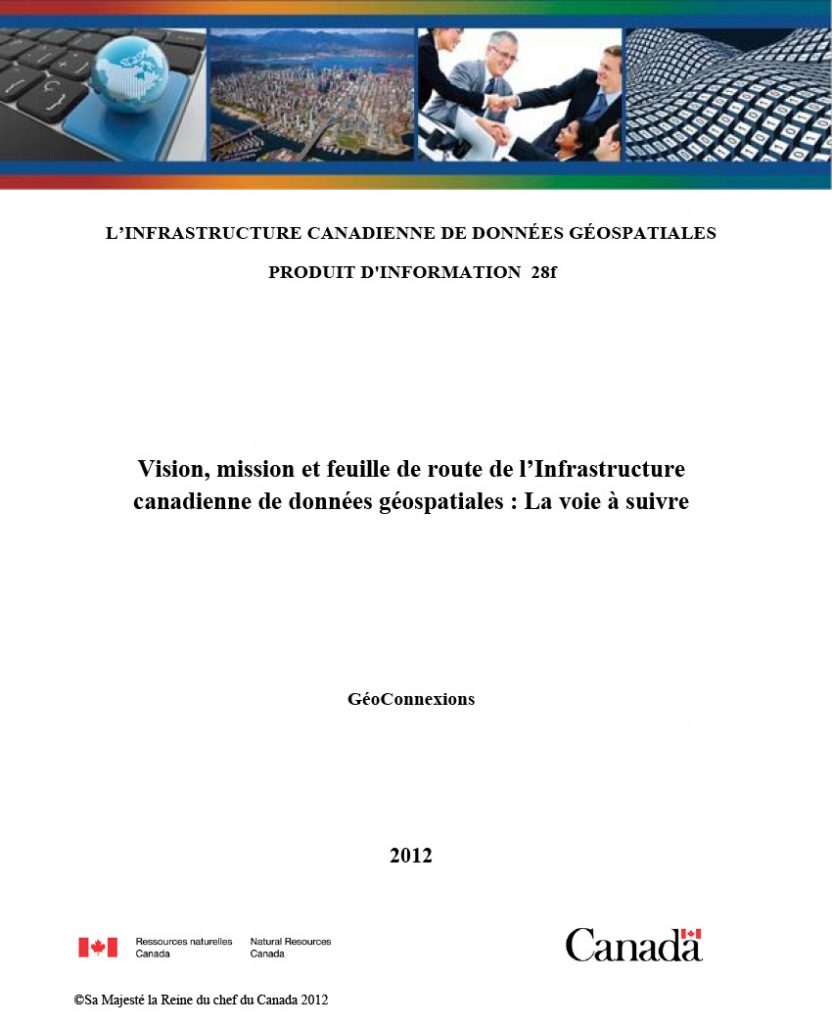 L’INFRASTRUCTURE CANADIENNE DE DONNÉES GÉOSPATIALES
PRODUIT D'INFORMATION 28f
Vision, mission et feuille de route de l’Infrastructure
canadienne de données géospatiales : La voie à suivre
GéoConnexions
2012
Ressources naturelles
Canada
Natural Resources
Canada
Canada
©Sa Majesté la Reine du chef du Canada 2012